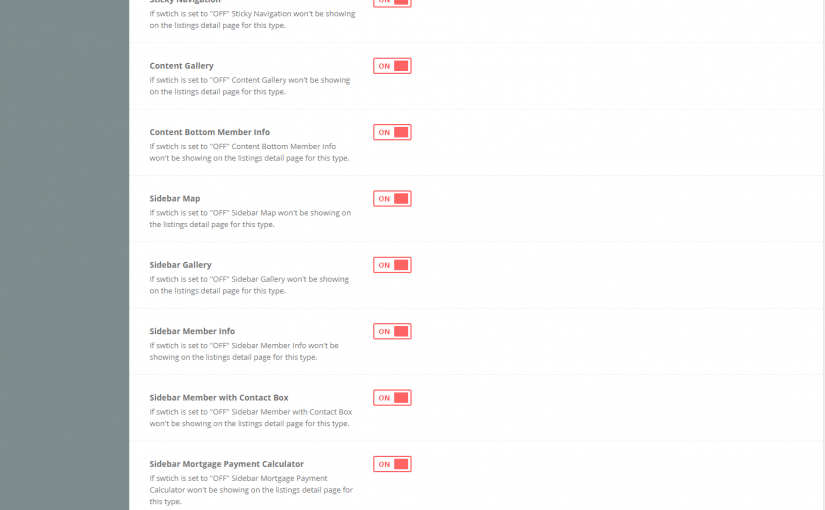 Sticky Navigation
If swtich is set to "OFF" Sticky Navigation won't be showing
on the listings detail page for this type.
Content Gallery
ON
If swtich is set to "OFF" Content Gallery won't be showing
on the listings detail page for this type.
Content Bottom Member Info
ON
If swtich is set to "OFF" Content Bottom Member Info
won't be showing on the listings detail page for this type.
Sidebar Map
ON
If swtich is set to "OFF" Sidebar Map won't be showing on
the listings detail page for this type.
Sidebar Gallery
ON
If swtich is set to "OFF" Sidebar Gallery won't be showing
on the listings detail page for this type.
Sidebar Member Info
ON
If swtich is set to "OFF" Sidebar Member Info won't be
showing on the listings detail page for this type.
Sidebar Member with Contact Box
ON
If swtich is set to "OFF" Sidebar Member with Contact Box
won't be showing on the listings detail page for this type.
Sidebar Mortgage Payment Calculator
ON
If swtich is set to "OFF" Sidebar Mortgage Payment
Calculator won't be showing on the listings detail page for
this type.